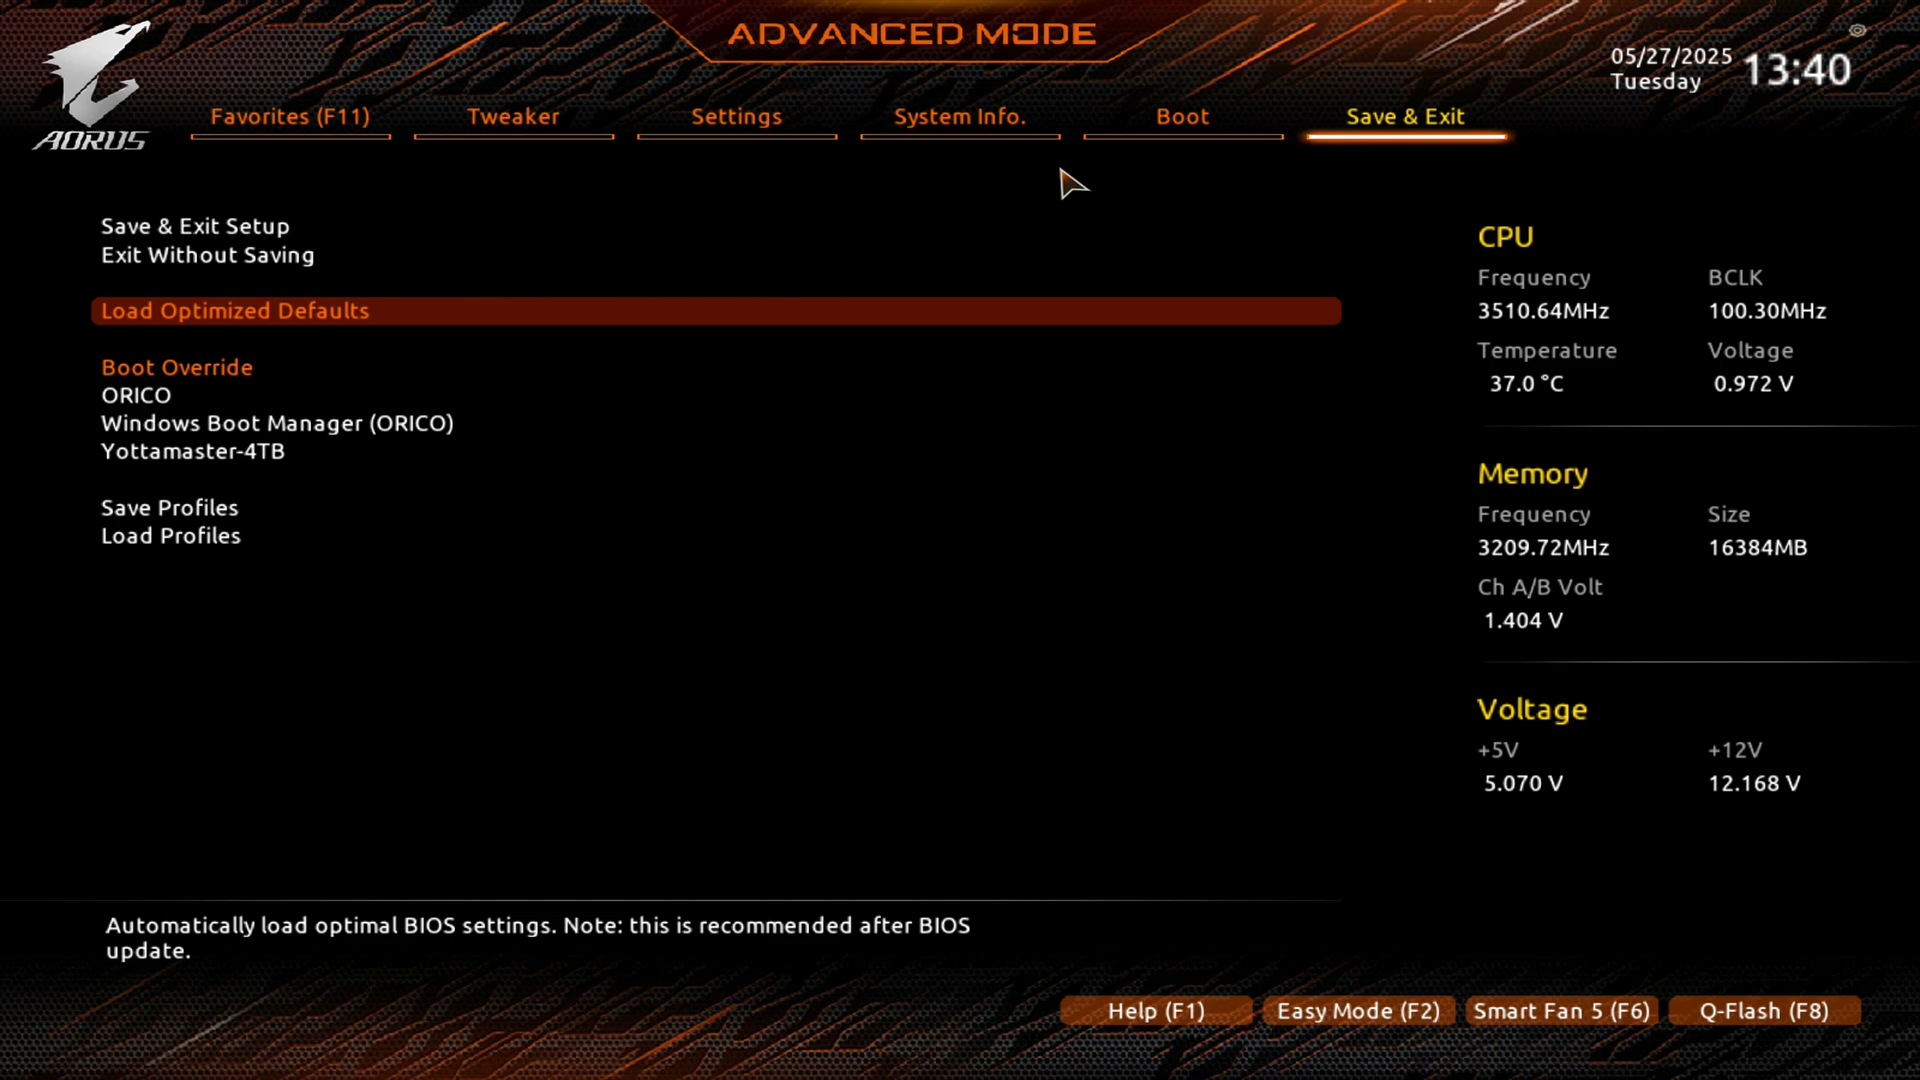 ADVANCED MODE
05/27/2025
Tuesday
13:40
AORUS
Favorites (F11)
Tweaker
Settings
System Info.
Boot
Save & Exit
Save & Exit Setup
Exit Without Saving
Load Optimized Defaults
Boot Override
ORICO
Windows Boot Manager (ORICO)
Yottamaster-4TB
Save Profiles
Load Profiles
CPU
Frequency BCLK
3510.64MHz 100.30MHz
Temperature Voltage
37.0 °C 0.972 V
Memory
Frequency Size
3209.72MHz 16384MB
Ch A/B Volt
1.404 V
Voltage
+5V +12V
5.070 V 12.168 V
Automatically load optimal BIOS settings. Note: this is recommended after BIOS
update.
Help (F1)
Easy Mode (F2)
Smart Fan 5 (F6)
Q-Flash (F8)